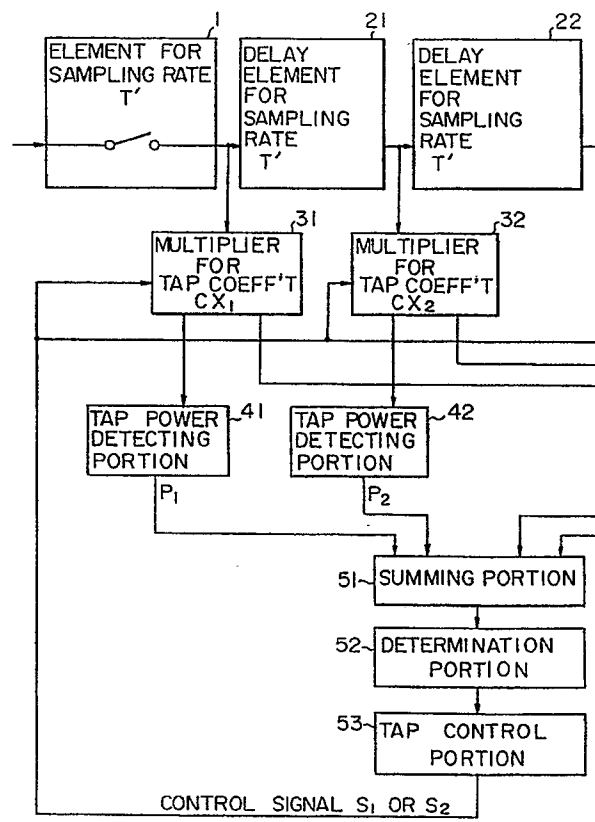 1
ELEMENT FOR
SAMPLING RATE
T'
21
DELAY
ELEMENT
FOR
SAMPLING
RATE
T'
22
DELAY
ELEMENT
FOR
SAMPLING
RATE
T'
31
MULTIPLIER
FOR
TAP COEFF'T
CX1
32
MULTIPLIER
FOR
TAP COEFF'T
CX2
41
TAP POWER
DETECTING
PORTION
42
TAP POWER
DETECTING
PORTION
P1
P2
51
SUMMING PORTION
52
DETERMINATION
PORTION
53
TAP CONTROL
PORTION
CONTROL SIGNAL S1 OR S2